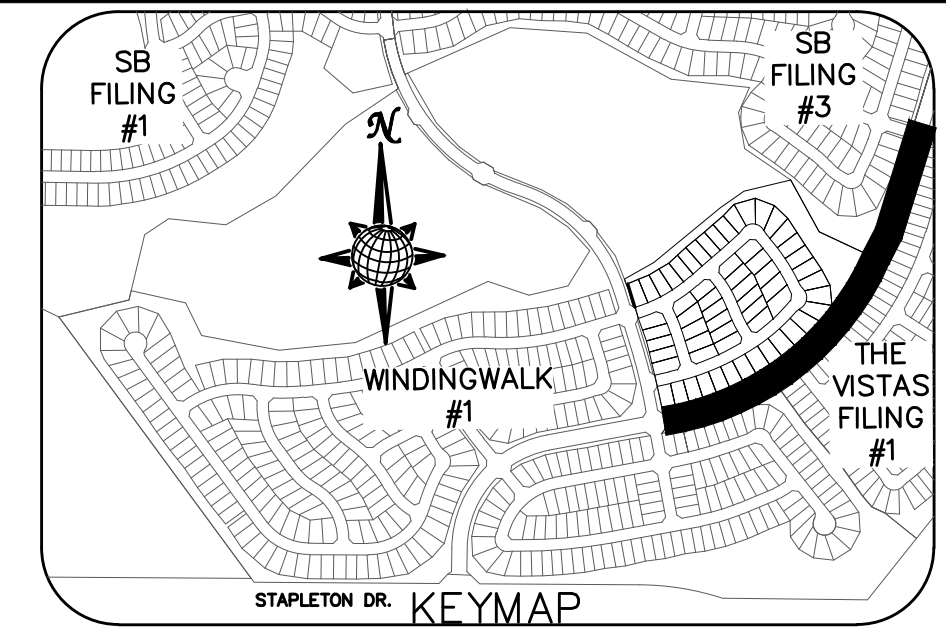 SB
FILING
#1
SB
FILING
#3
N
WINDINGWALK
#1
THE
VISTAS
FILING
#1
STAPLETON DR.
KEYMAP